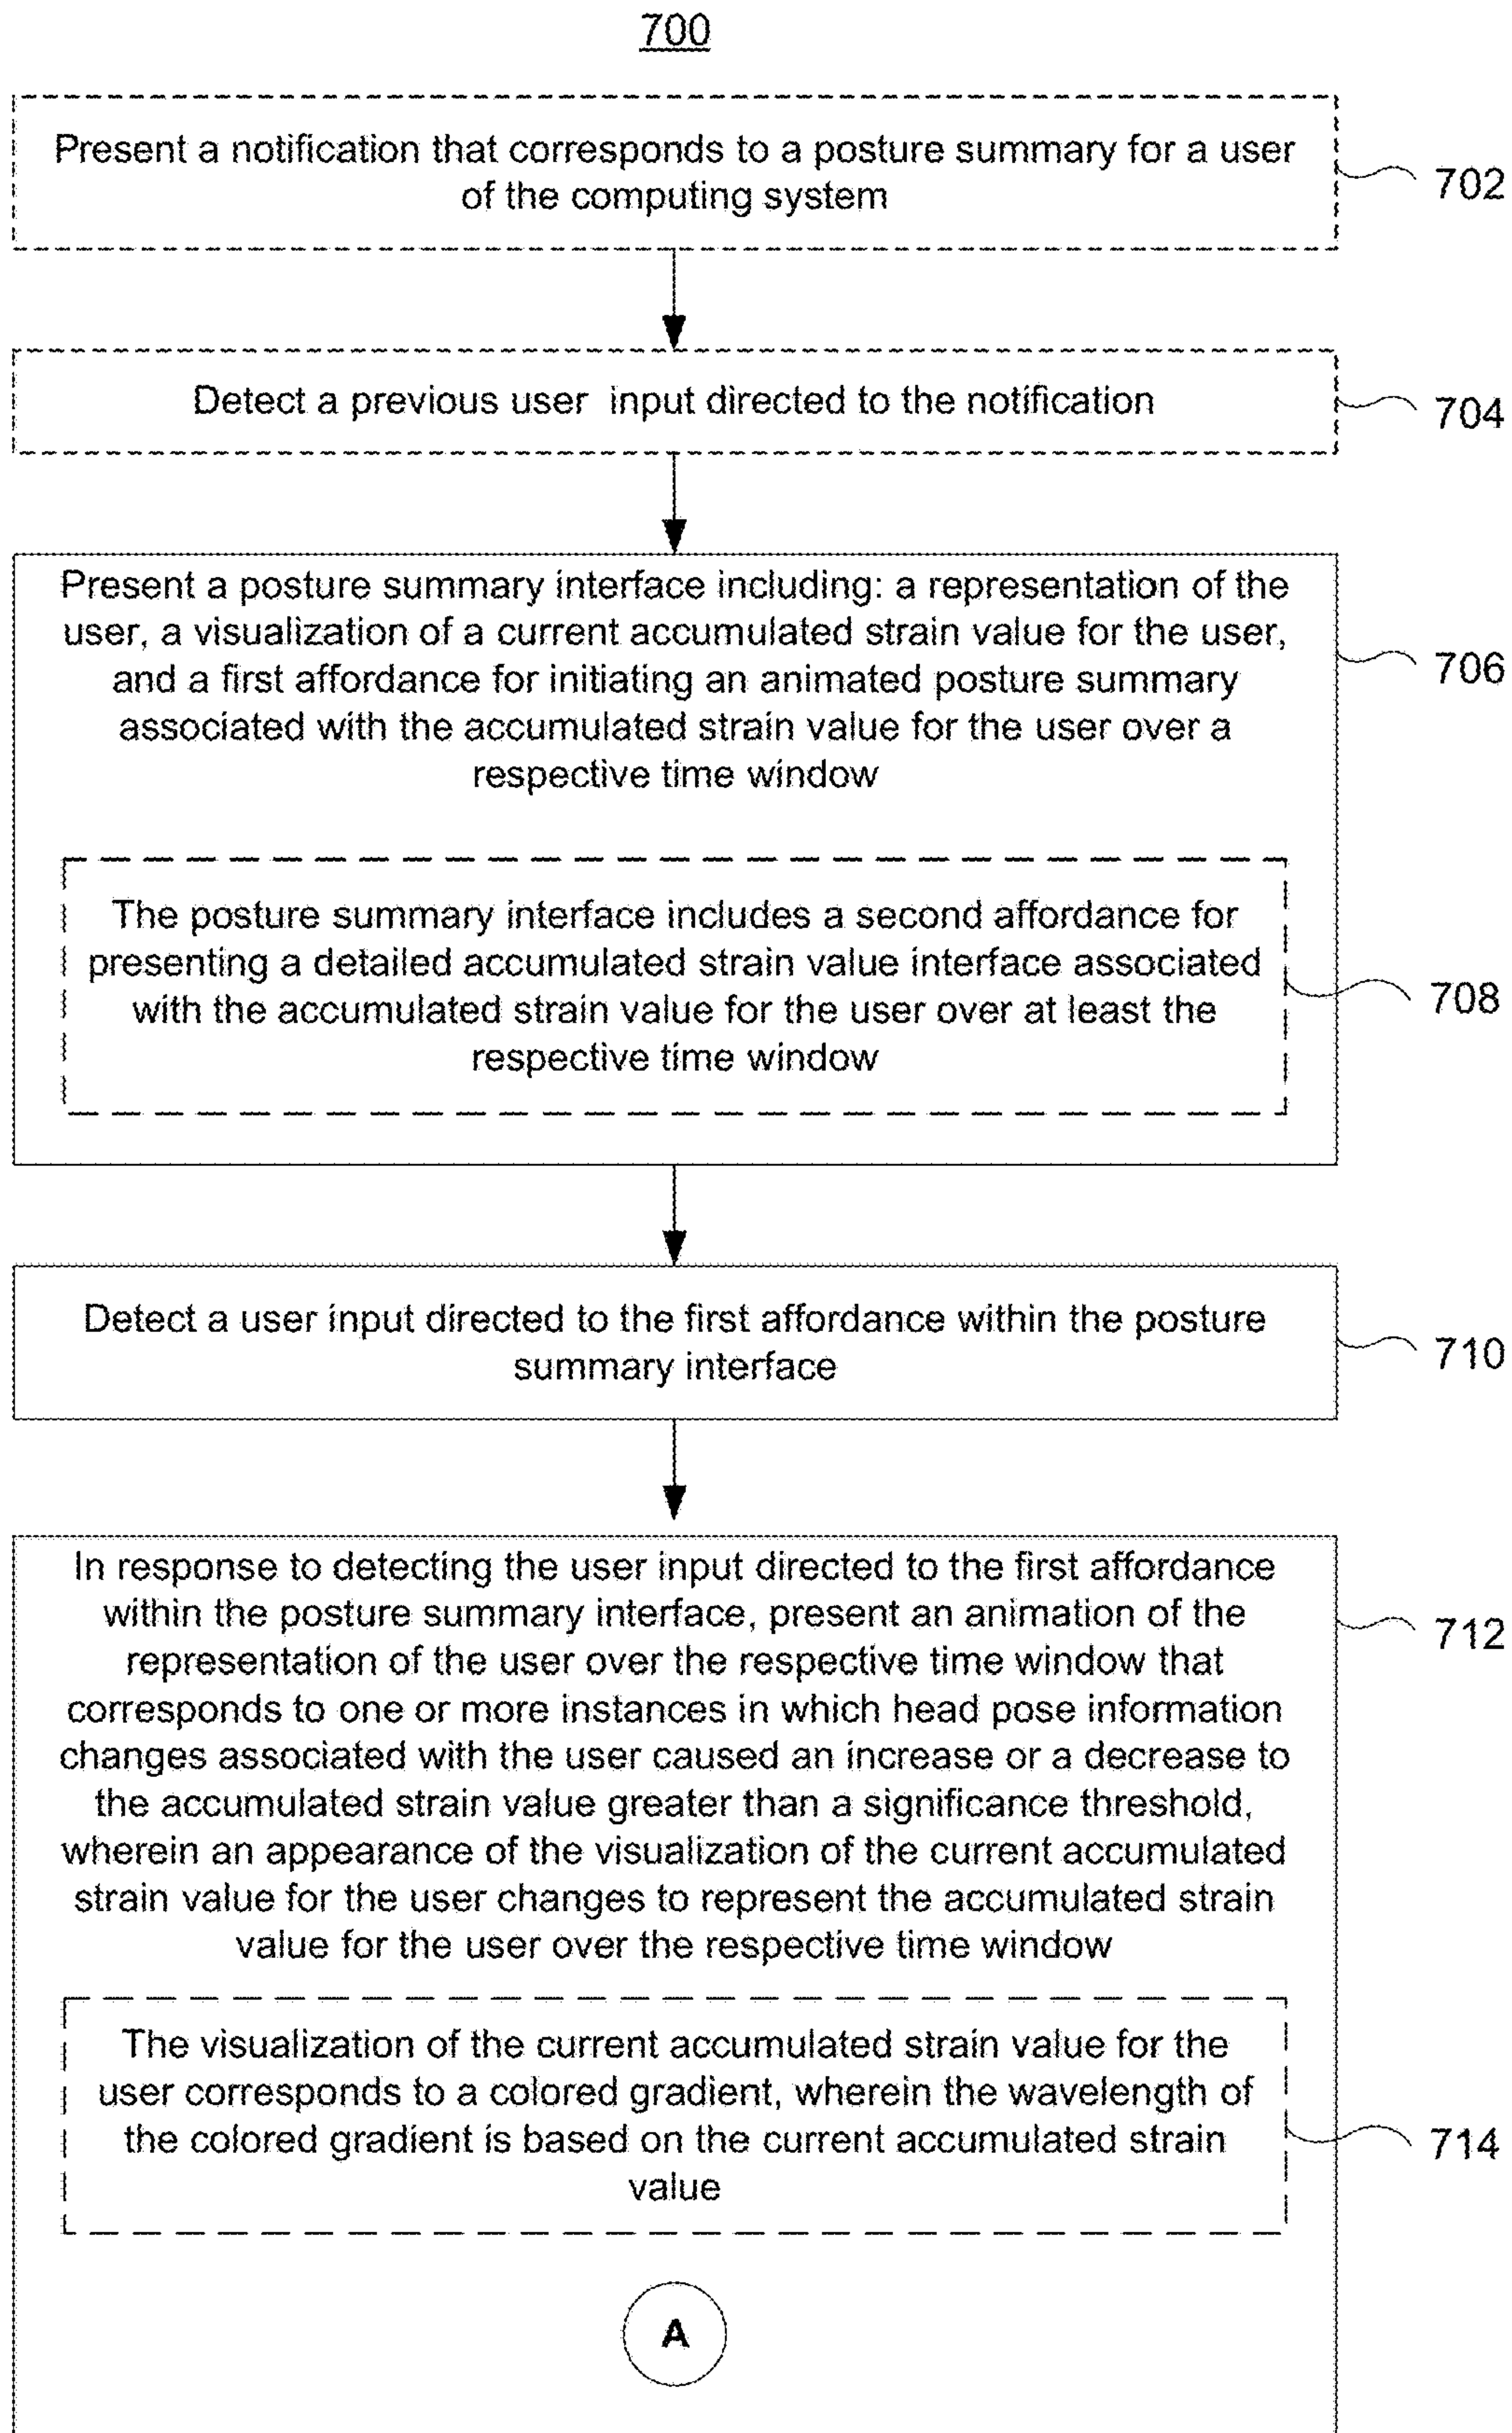 700
Present a notification that corresponds to a posture summary for a user
of the computing system
702
Detect a previous user input directed to the notification
704
Present a posture summary interface including: a representation of the
user, a visualization of a current accumulated strain value for the user,
and a first affordance for initiating an animated posture summary
associated with the accumulated strain value for the user over a
respective time window
706
The posture summary interface includes a second affordance for
presenting a detailed accumulated strain value interface associated
with the accumulated strain value for the user over at least the
respective time window
708
Detect a user input directed to the first affordance within the posture
summary interface
710
In response to detecting the user input directed to the first affordance
within the posture summary interface, present an animation of the
representation of the user over the respective time window that
corresponds to one or more instances in which head pose information
changes associated with the user caused an increase or a decrease to
the accumulated strain value greater than a significance threshold,
wherein an appearance of the visualization of the current accumulated
strain value for the user changes to represent the accumulated strain
value for the user over the respective time window
712
The visualization of the current accumulated strain value for the
user corresponds to a colored gradient, wherein the wavelength of
the colored gradient is based on the current accumulated strain
value
714
A